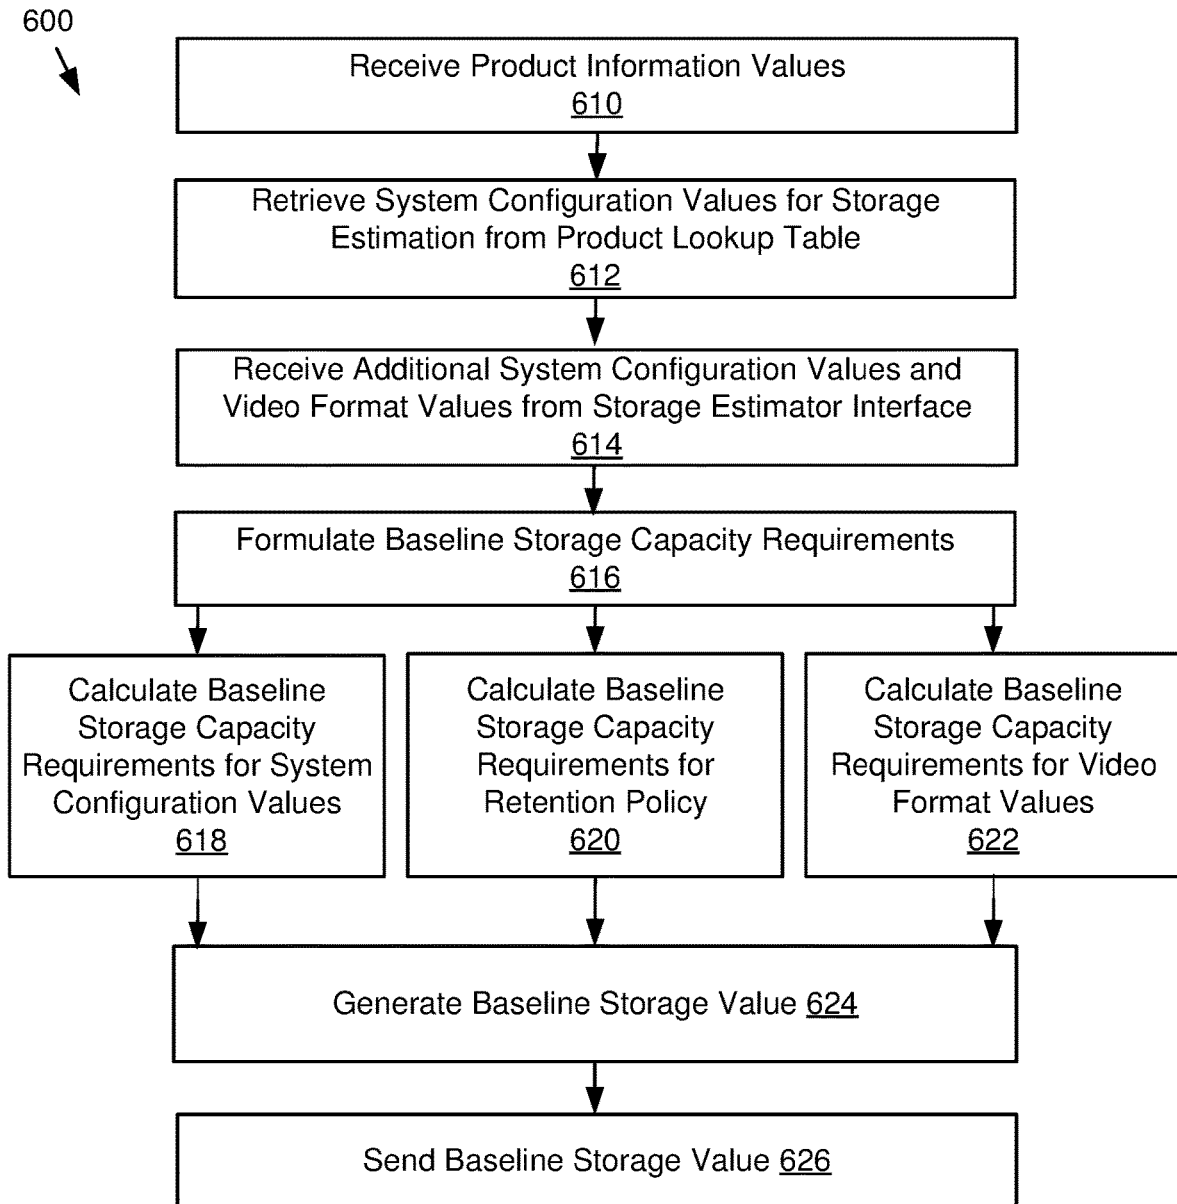 600
Receive Product Information Values
610
Retrieve System Configuration Values for Storage
Estimation from Product Lookup Table
612
Receive Additional System Configuration Values and
Video Format Values from Storage Estimator Interface
614
Formulate Baseline Storage Capacity Requirements
616
Calculate Baseline
Storage Capacity
Requirements for System
Configuration Values
618
Calculate Baseline
Storage Capacity
Requirements for
Retention Policy
620
Calculate Baseline
Storage Capacity
Requirements for Video
Format Values
622
Generate Baseline Storage Value 624
Send Baseline Storage Value 626